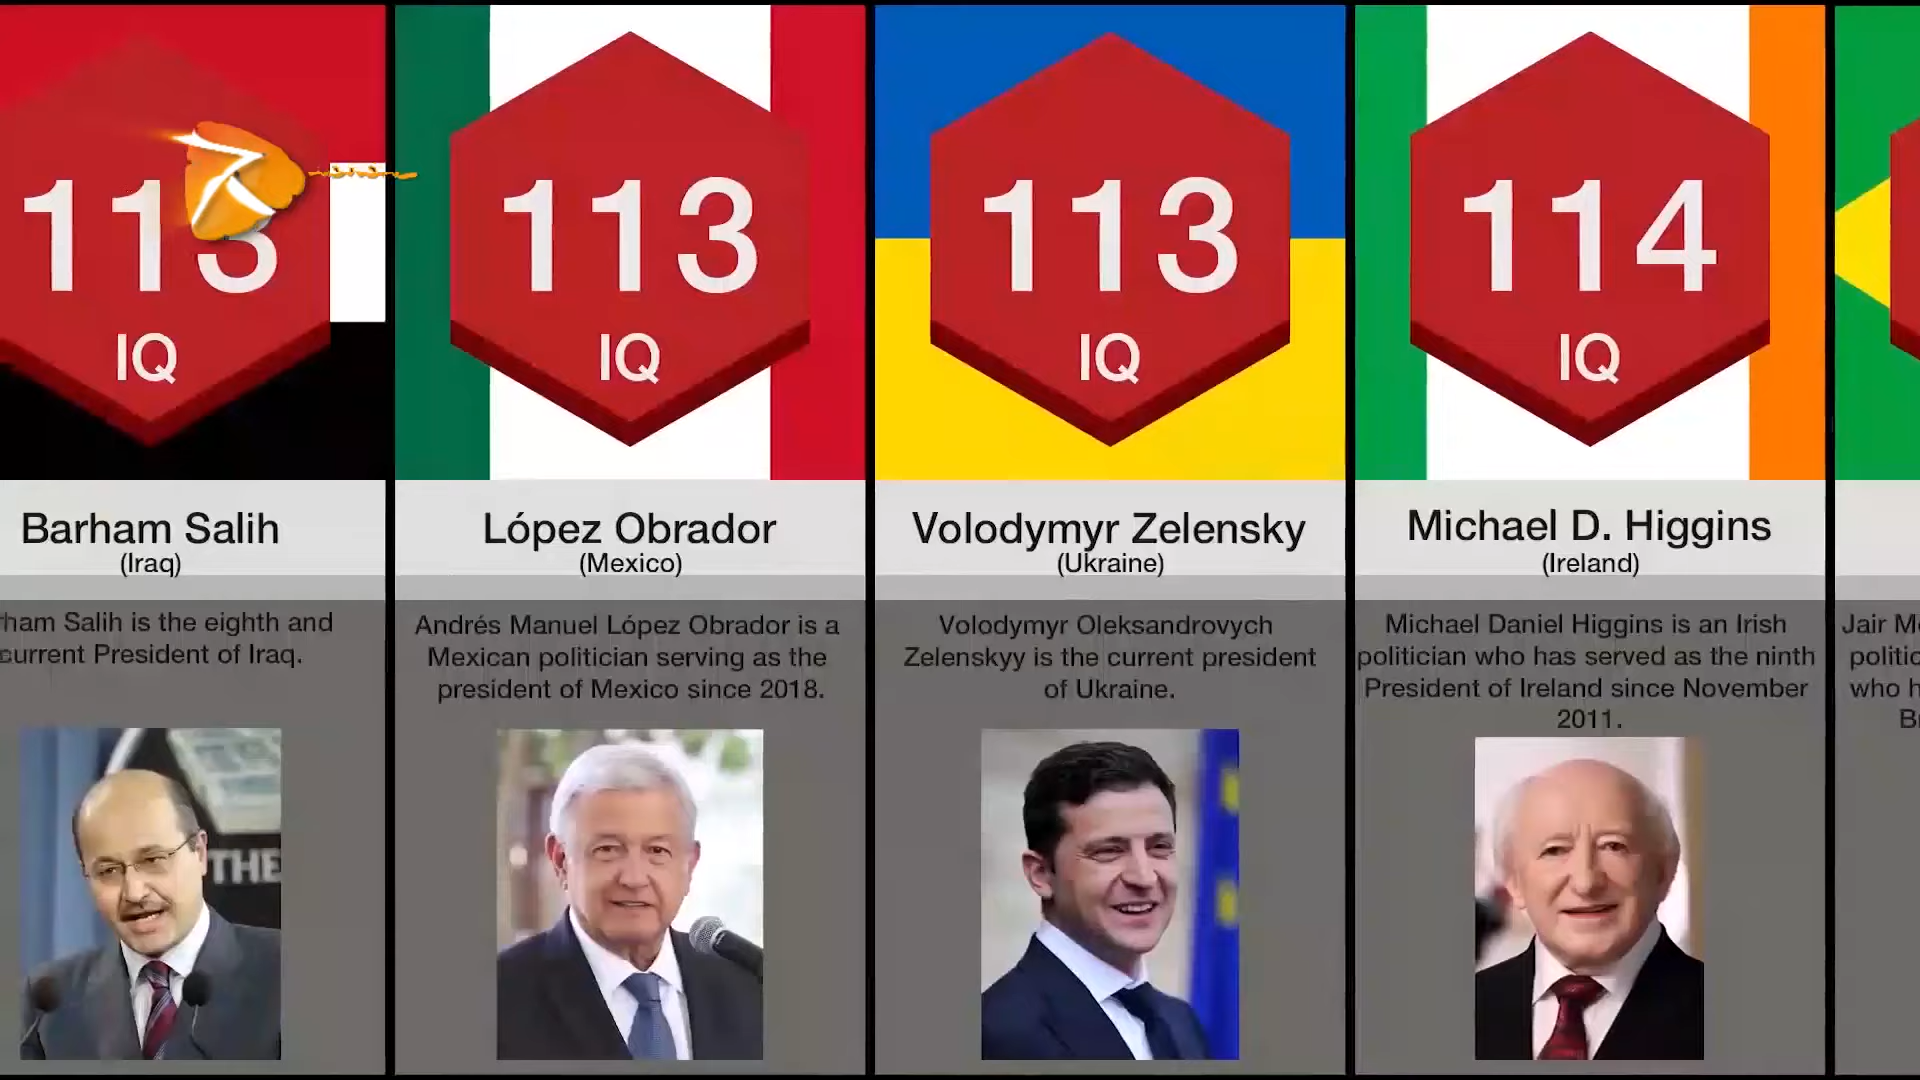 113
IQ
Barham Salih
(Iraq)
rham Salih is the eighth and
current President of Iraq.
THE
113
IQ
López Obrador
(Mexico)
Andrés Manuel López Obrador is a
Mexican politician serving as the
president of Mexico since 2018.
113
IQ
Volodymyr Zelensky
(Ukraine)
Volodymyr Oleksandrovych
Zelenskyy is the current president
of Ukraine.
114
IQ
Michael D. Higgins
(Ireland)
Michael Daniel Higgins is an Irish
politician who has served as the ninth
President of Ireland since November
2011.
Jair M
politic
who h
B